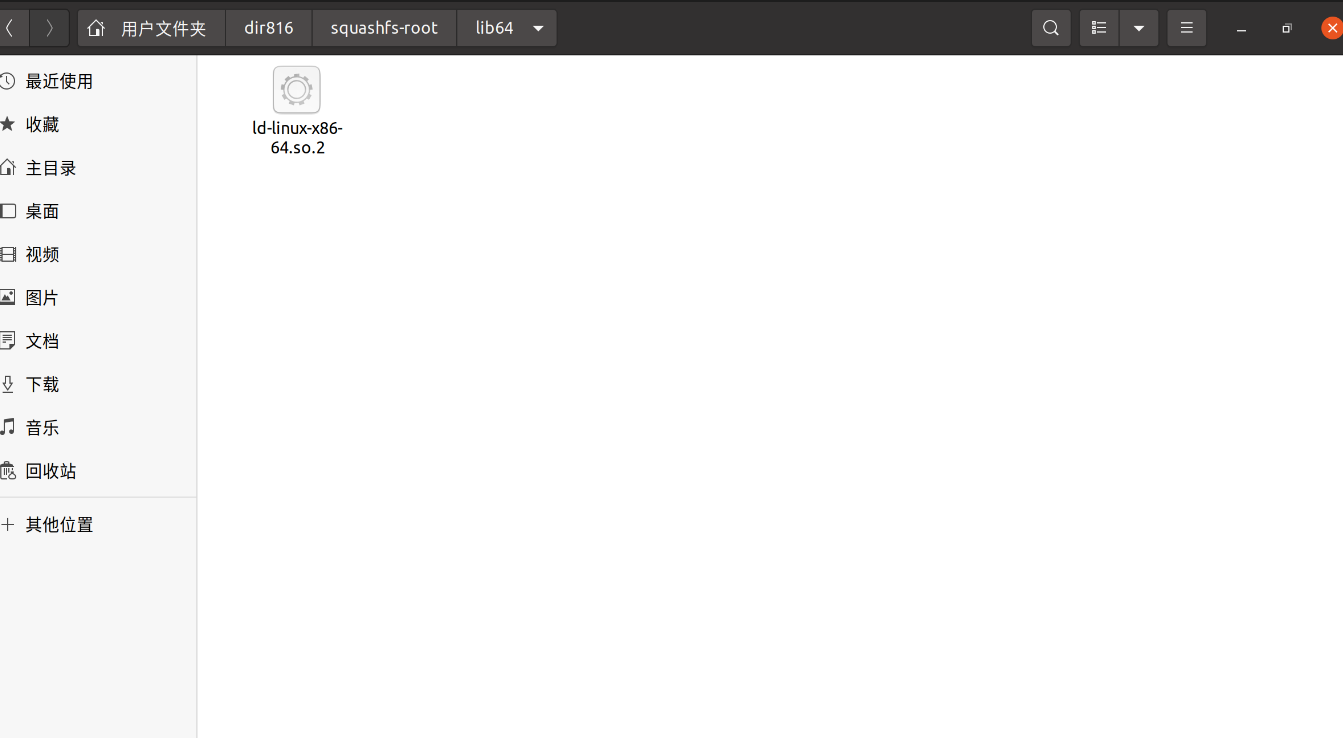 用户文件夹 dir816 squashfs-root lib64
最近使用
收藏
主目录
桌面
视频
图片
文档
下载
音乐
回收站
其他位置
ld-linux-x86-
64.so.2